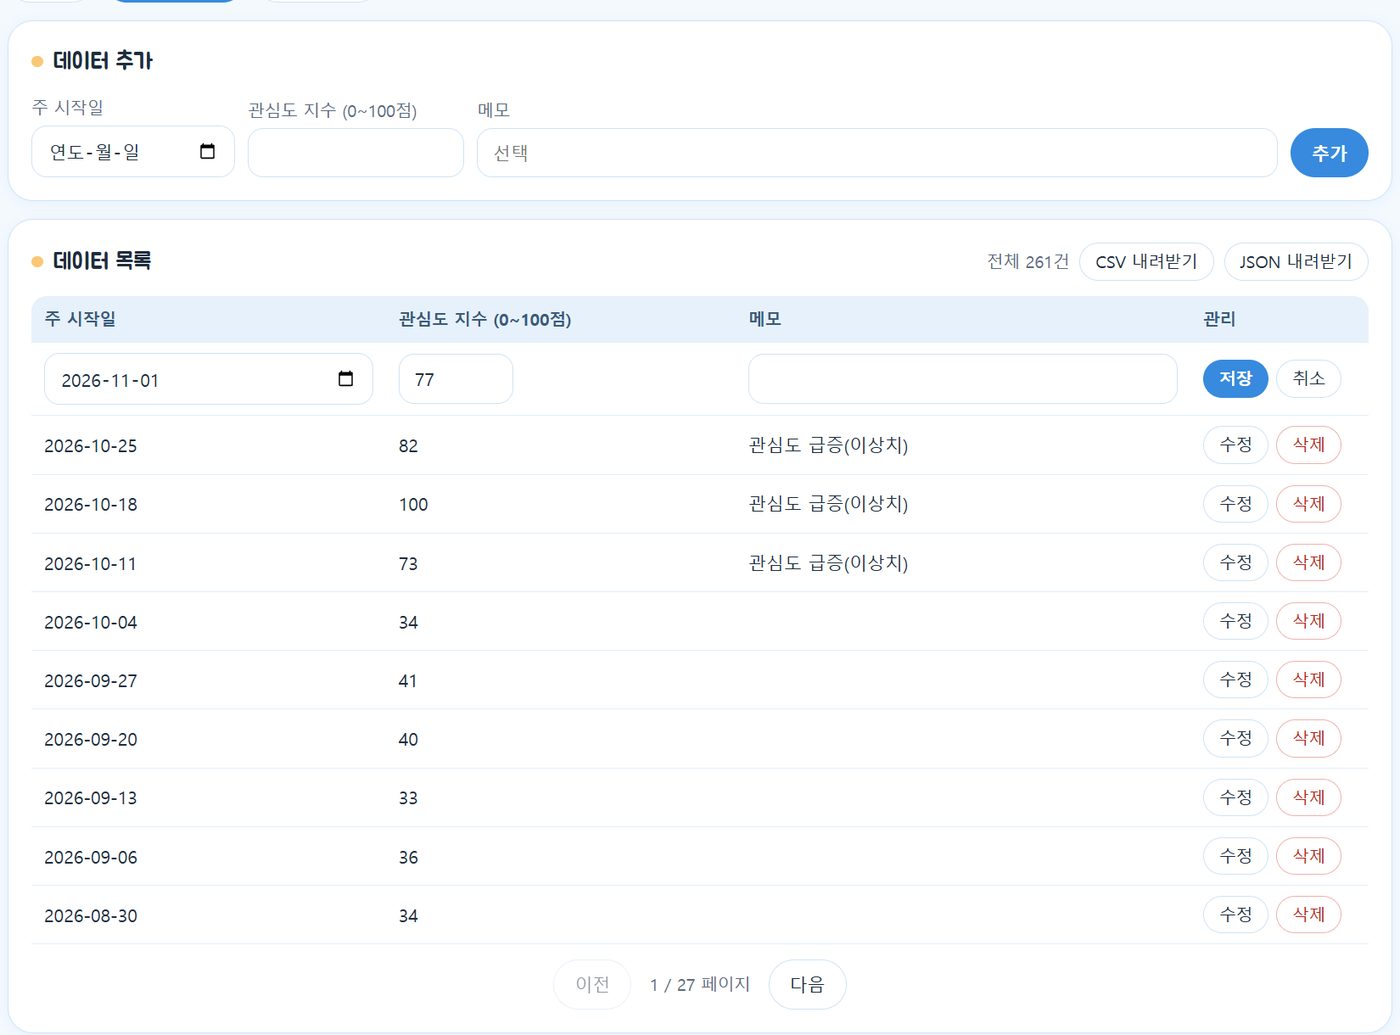 데이터 추가
주 시작일 관심도 지수 (0~100점) 메모
연도-월-일 선택 추가
데이터 목록 전체 261건 CSV 내려받기 JSON 내려받기
주 시작일 관심도 지수 (0~100점) 메모 관리
2026-11-01 77 저장 취소
2026-10-25 82 관심도 급증(이상치) 수정 삭제
2026-10-18 100 관심도 급증(이상치) 수정 삭제
2026-10-11 73 관심도 급증(이상치) 수정 삭제
2026-10-04 34 수정 삭제
2026-09-27 41 수정 삭제
2026-09-20 40 수정 삭제
2026-09-13 33 수정 삭제
2026-09-06 36 수정 삭제
2026-08-30 34 수정 삭제
이전 1 / 27 페이지 다음